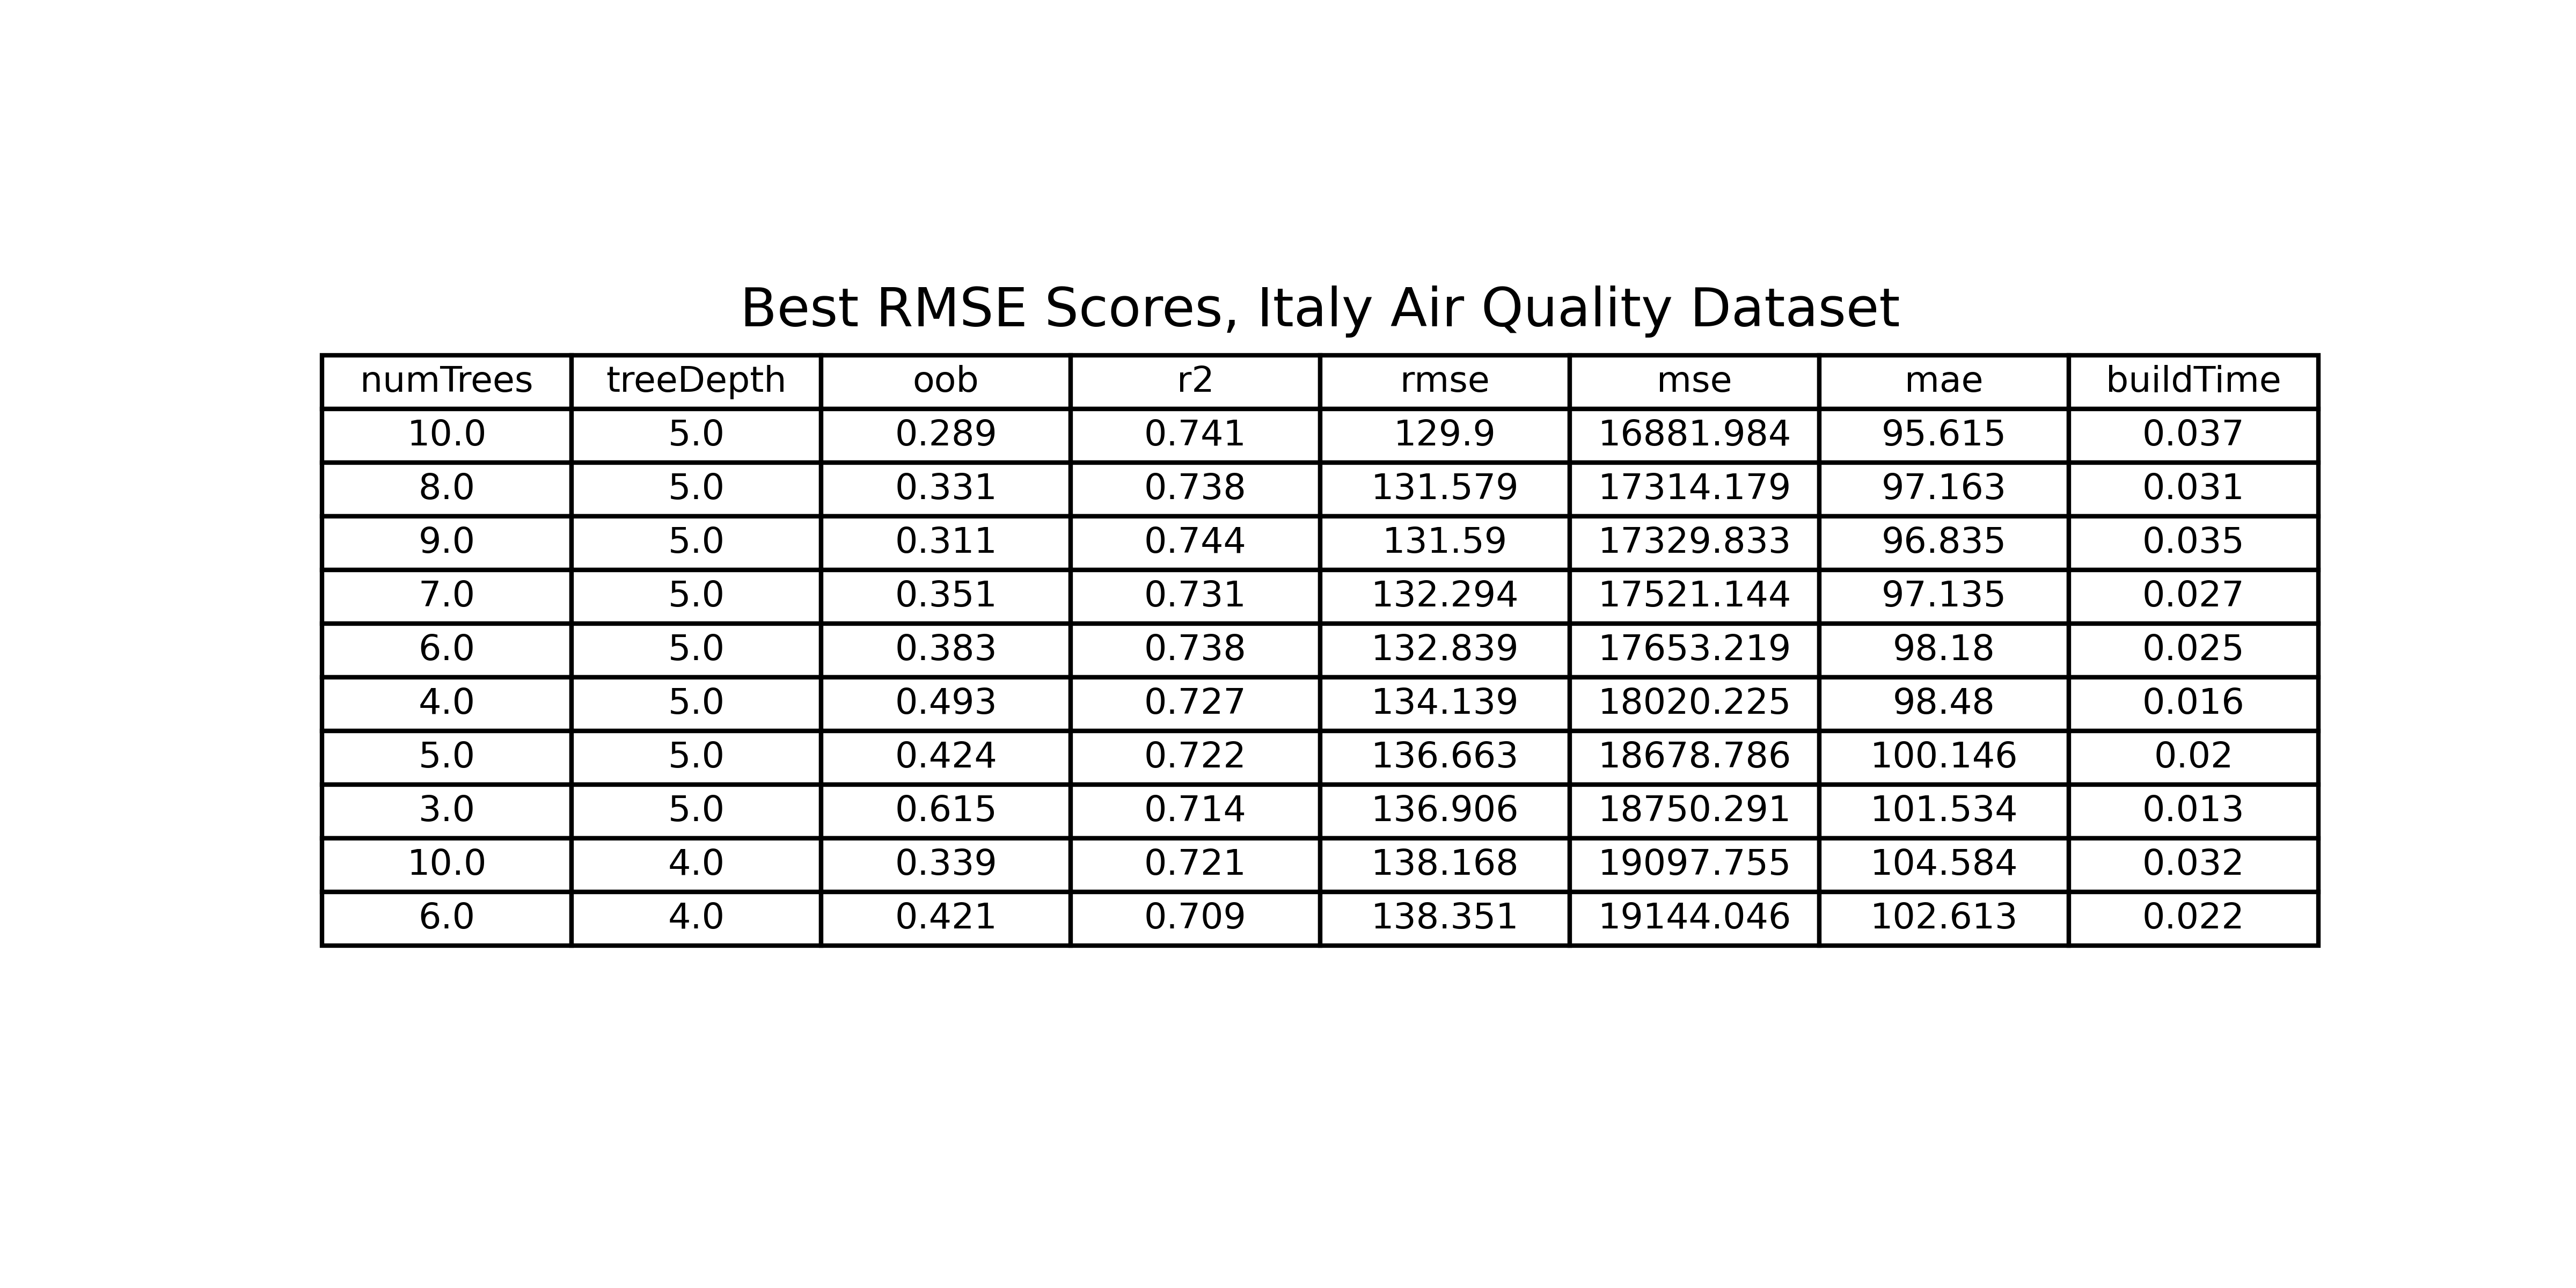 Best RMSE Scores, Italy Air Quality Dataset
numTrees treeDepth oob r2 rmse mse mae buildTime
10.0 5.0 0.289 0.741 129.9 16881.984 95.615 0.037
8.0 5.0 0.331 0.738 131.579 17314.179 97.163 0.031
9.0 5.0 0.311 0.744 131.59 17329.833 96.835 0.035
7.0 5.0 0.351 0.731 132.294 17521.144 97.135 0.027
6.0 5.0 0.383 0.738 132.839 17653.219 98.18 0.025
4.0 5.0 0.493 0.727 134.139 18020.225 98.48 0.016
5.0 5.0 0.424 0.722 136.663 18678.786 100.146 0.02
3.0 5.0 0.615 0.714 136.906 18750.291 101.534 0.013
10.0 4.0 0.339 0.721 138.168 19097.755 104.584 0.032
6.0 4.0 0.421 0.709 138.351 19144.046 102.613 0.022